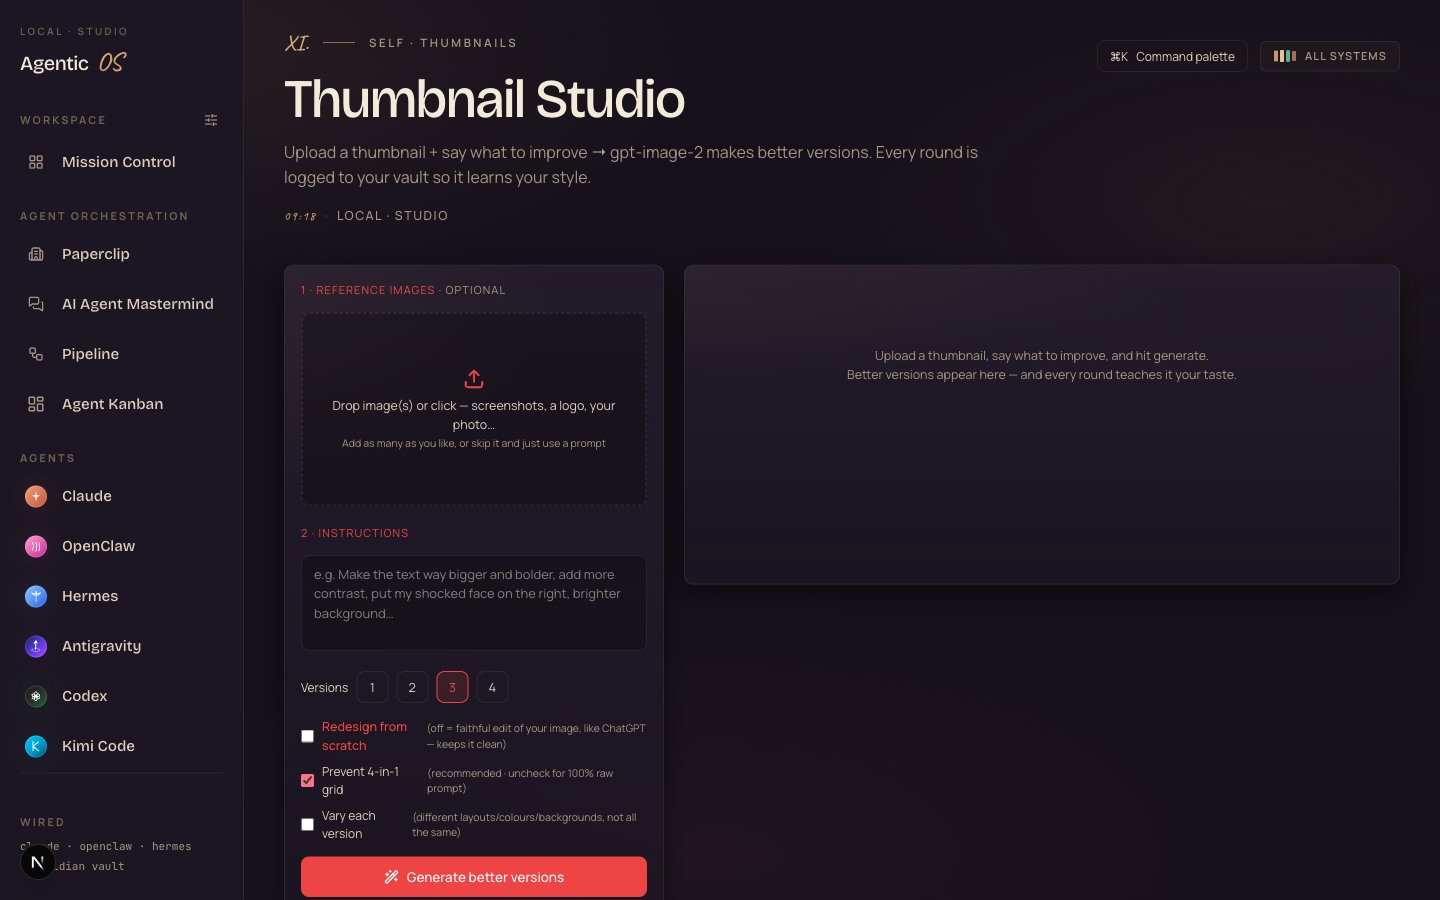 LOCAL · STUDIO
Agentic OS
WORKSPACE
Mission Control
AGENT ORCHESTRATION
Paperclip
AI Agent Mastermind
Pipeline
Agent Kanban
AGENTS
Claude
OpenClaw
Hermes
Antigravity
Codex
Kimi Code
WIRED
· openclaw · hermes
vault
N
XI. — SELF · THUMBNAILS
Thumbnail Studio
Upload a thumbnail + say what to improve → gpt-image-2 makes better versions. Every round is
logged to your vault so it learns your style.
09:18 · LOCAL · STUDIO
⌘K Command palette
ALL SYSTEMS
1 · REFERENCE IMAGES · OPTIONAL
Drop image(s) or click — screenshots, a logo, your
photo…
Add as many as you like, or skip it and just use a prompt
2 · INSTRUCTIONS
e.g. Make the text way bigger and bolder, add more
contrast, put my shocked face on the right, brighter
background…
Versions 1 2 3 4
Redesign from
scratch
(off = faithful edit of your image, like ChatGPT
— keeps it clean)
Prevent 4-in-1
grid
(recommended · uncheck for 100% raw
prompt)
Vary each
version
(different layouts/colours/backgrounds, not all
the same)
Generate better versions
Upload a thumbnail, say what to improve, and hit generate.
Better versions appear here — and every round teaches it your taste.